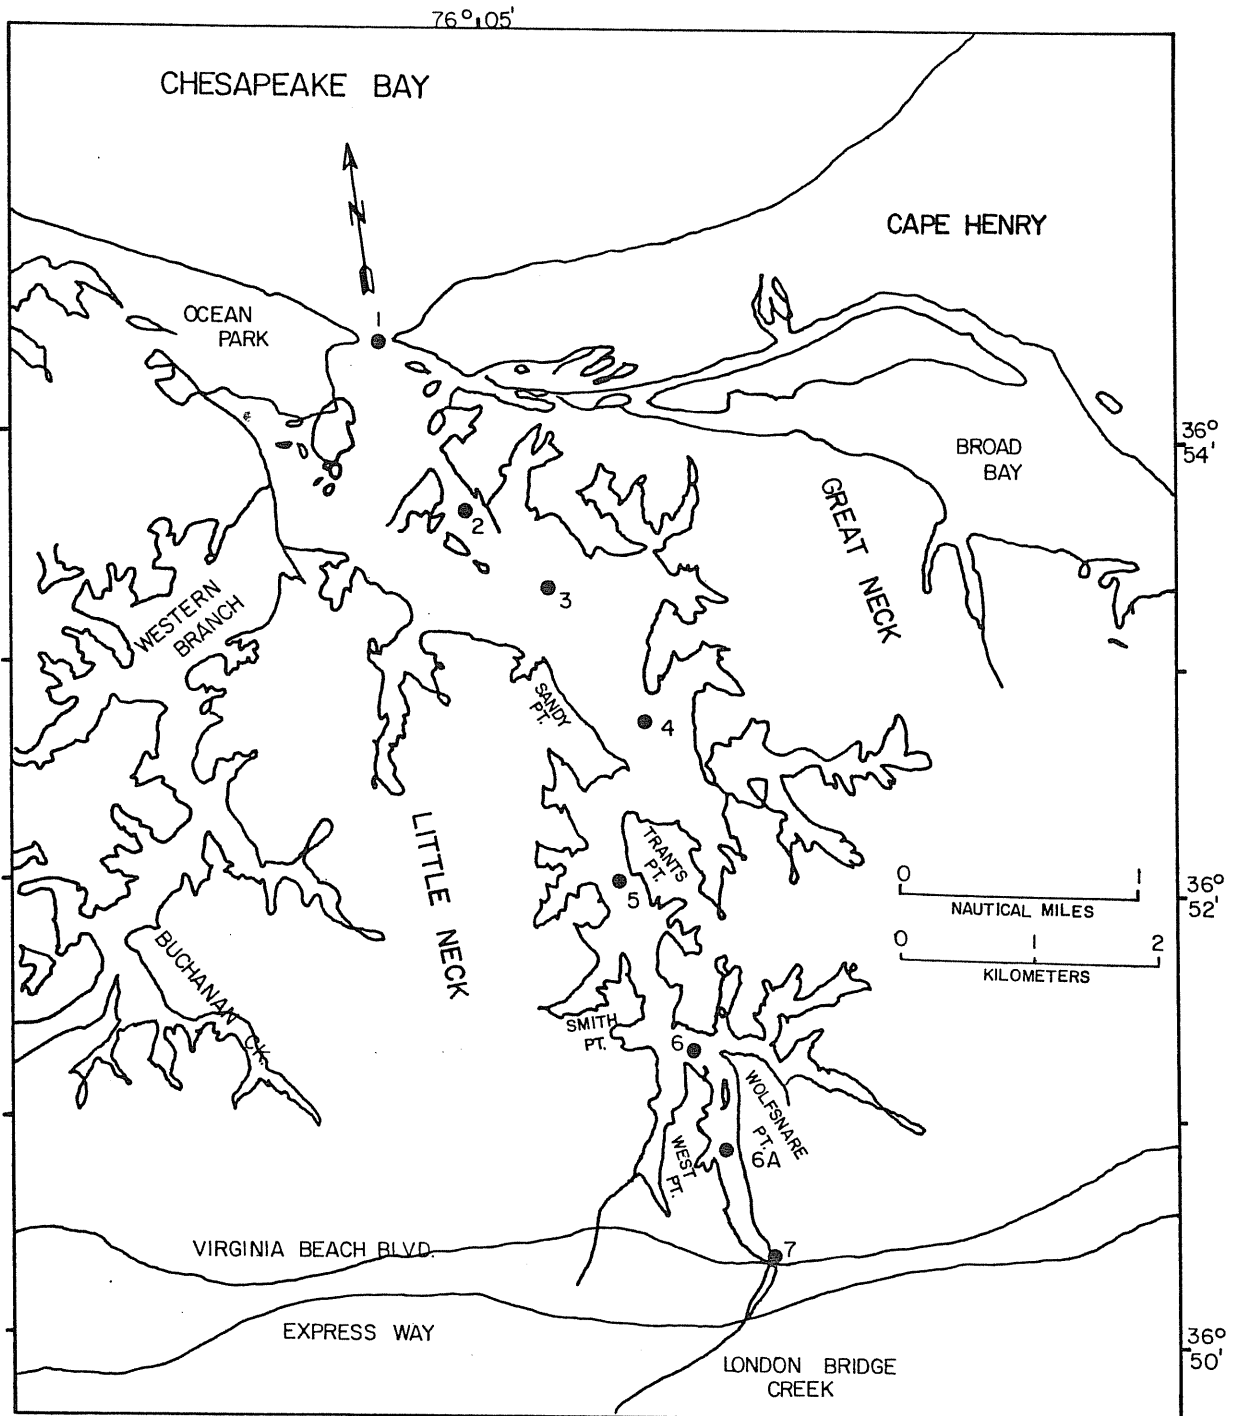 76° 05'
CHESAPEAKE BAY
N
CAPE HENRY
OCEAN
PARK
1
36°
54'
BROAD
BAY
GREAT NECK
2
3
WESTERN
BRANCH
SANDY
PT.
4
LITTLE NECK
TRANTS
PT.
5
0 1
NAUTICAL MILES
36°
52'
0 1 2
KILOMETERS
BUCHANAN CK.
SMITH
PT.
6
WOLFSNARE
PT.
WEST
PT.
6A
VIRGINIA BEACH BLVD.
7
EXPRESS WAY
36°
50'
LONDON BRIDGE
CREEK